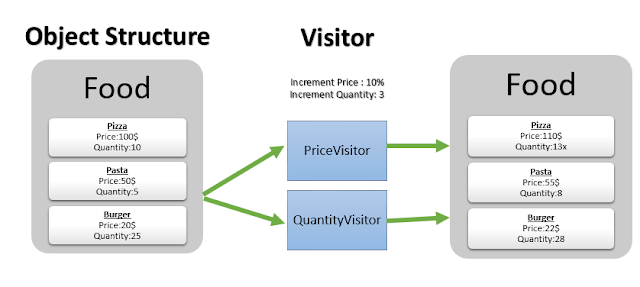 Object Structure
Visitor
Food
Pizza
Price:100$
Quantity:10
Pasta
Price:50$
Quantity:5
Burger
Price:20$
Quantity:25
Increment Price : 10%
Increment Quantity: 3
PriceVisitor
QuantityVisitor
Food
Pizza
Price:110$
Quantity:13x
Pasta
Price:55$
Quantity:8
Burger
Price:22$
Quantity:28